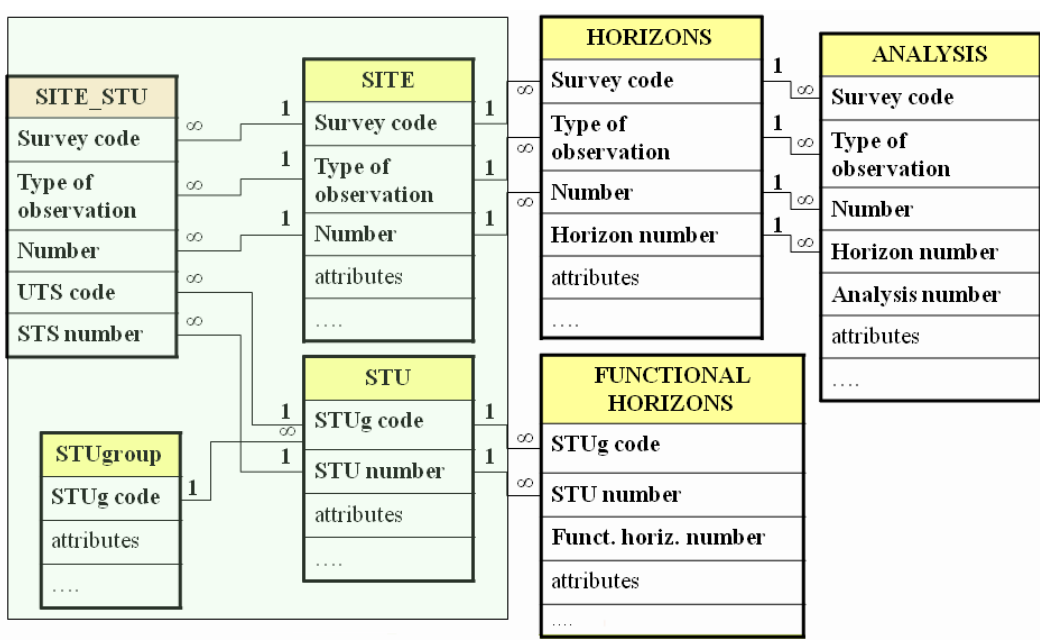 SITE_STU
Survey code
Type of
observation
Number
UTS code
STS number
∞
∞
∞
∞
∞
1
1
1
SITE
Survey code
Type of
observation
Number
attributes
....
1
1
1
∞
∞
∞
HORIZONS
Survey code
Type of
observation
Number
Horizon number
attributes
....
1
1
1
1
∞
∞
∞
∞
ANALYSIS
Survey code
Type of
observation
Number
Horizon number
Analysis number
attributes
....
STUgroup
STUg code
attributes
....
1
1
∞
1
STU
STUg code
STU number
attributes
....
1
1
∞
∞
FUNCTIONAL
HORIZONS
STUg code
STU number
Funct. horiz. number
attributes
....